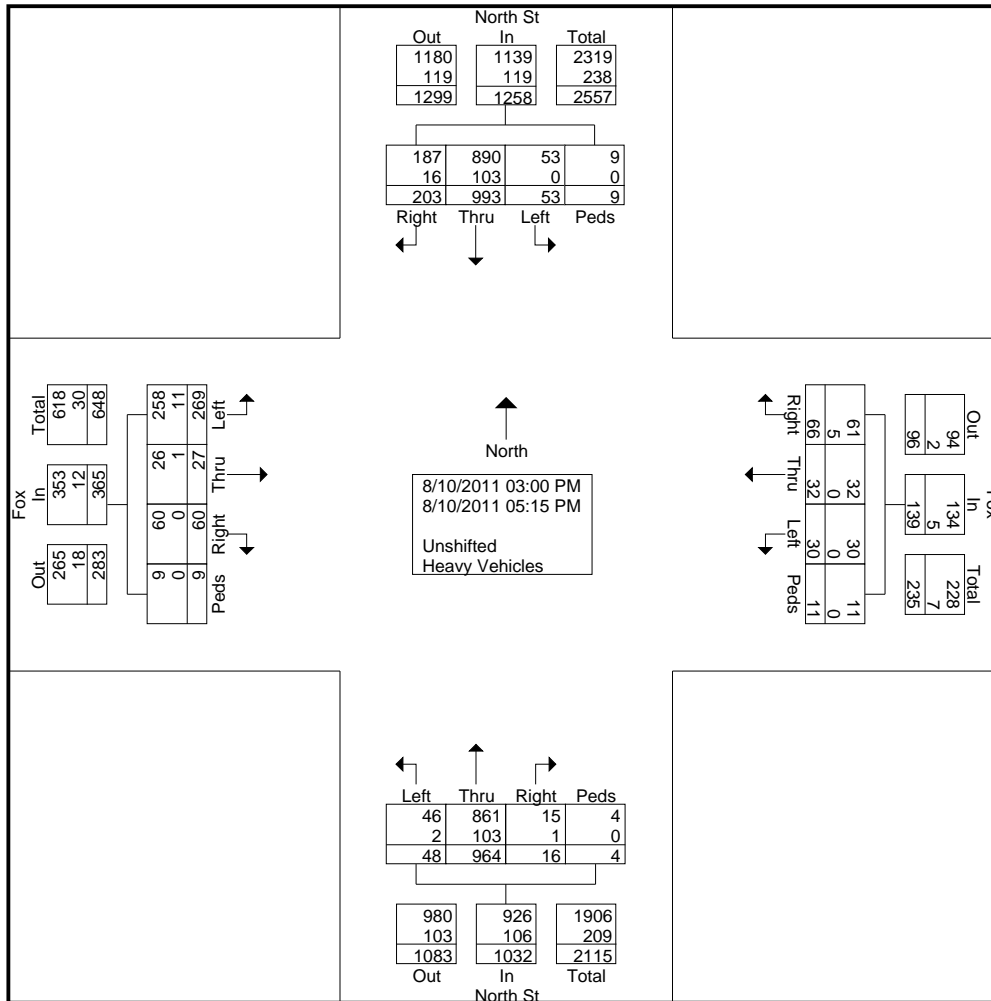 North St
Out In Total
1180 1139 2319
119 119 238
1299 1258 2557
187 890 53 9
16 103 0 0
203 993 53 9
Right Thru Left Peds
Fox
Out In Total
265 353 618
18 12 30
283 365 648
258 26 60 9
11 1 0 0
269 27 60 9
Left Thru Right Peds
North
8/10/2011 03:00 PM
8/10/2011 05:15 PM
Unshifted
Heavy Vehicles
Right Thru Left Peds
61 32 30 11
5 0 0 0
66 32 30 11
Fox
Out In Total
94 134 228
2 5 7
96 139 235
Left Thru Right Peds
46 861 15 4
2 103 1 0
48 964 16 4
980 926 1906
103 106 209
1083 1032 2115
Out In Total
North St